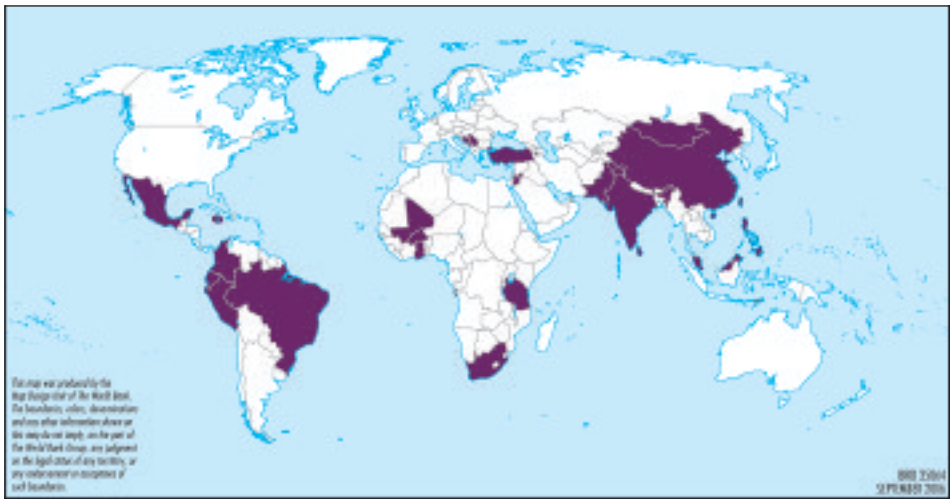 This map was produced by the
Map Design Unit of The World Bank.
The boundaries, colors, denominations
and any other information shown on
this map do not imply, on the part of
The World Bank Group, any judgment
on the legal status of any territory, or
any endorsement or acceptance of
such boundaries.
IBRD
SEPTEMBER 2016